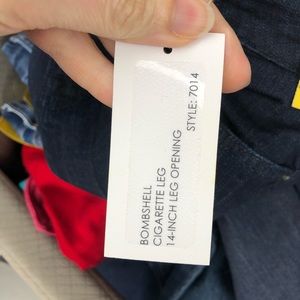 BOMBSHELL
CIGARETTE LEG
14-INCH LEG OPENING
STYLE: 7014